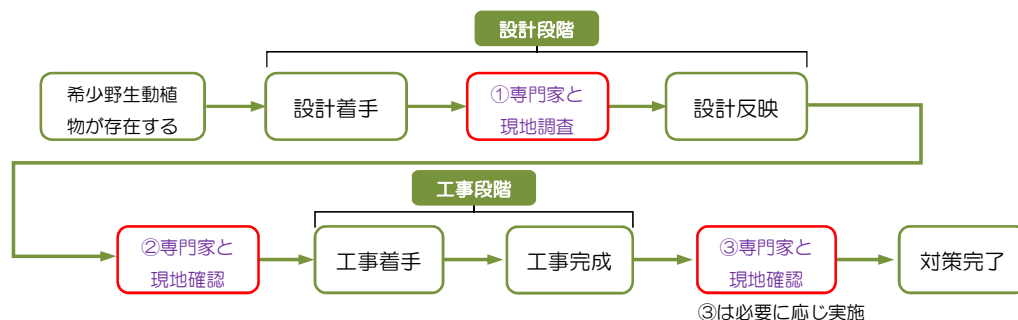 設計段階
希少野生動植
物が存在する
設計着手
①専門家と
現地調査
設計反映
工事段階
②専門家と
現地確認
工事着手
工事完成
③専門家と
現地確認
対策完了
③は必要に応じ実施